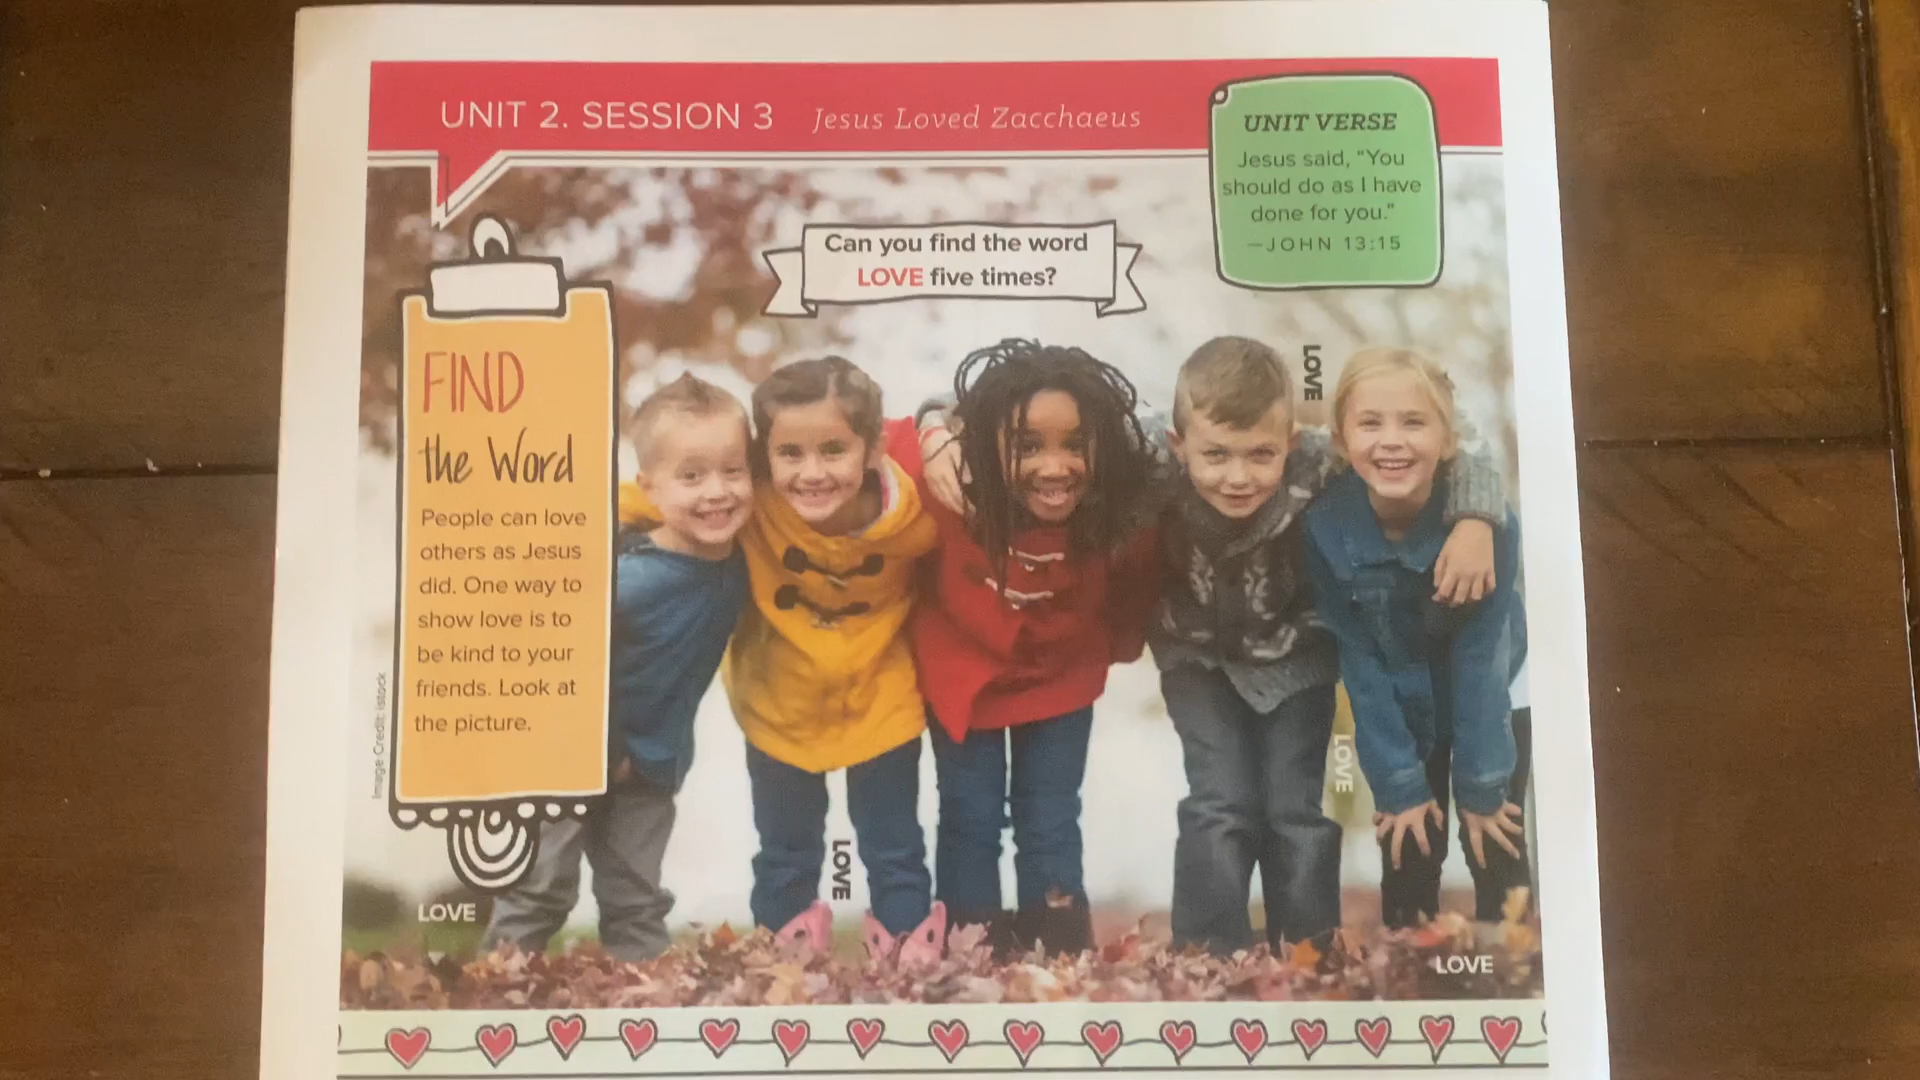 UNIT 2. SESSION 3 Jesus Loved Zacchaeus
UNIT VERSE
Jesus said, "You
should do as I have
done for you."
—JOHN 13:15
Can you find the word
LOVE five times?
FIND
the Word
People can love
others as Jesus
did. One way to
show love is to
be kind to your
friends. Look at
the picture.
Image Credit: istock
LOVE
LOVE
LOVE
LOVE
LOVE